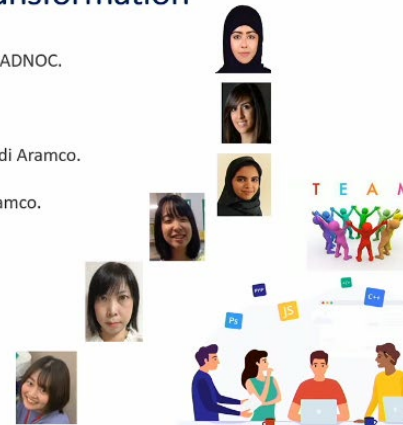 ansformation
ADNOC.
di Aramco.
amco.
T E A M
PHP
</>
C++
JS
Ps